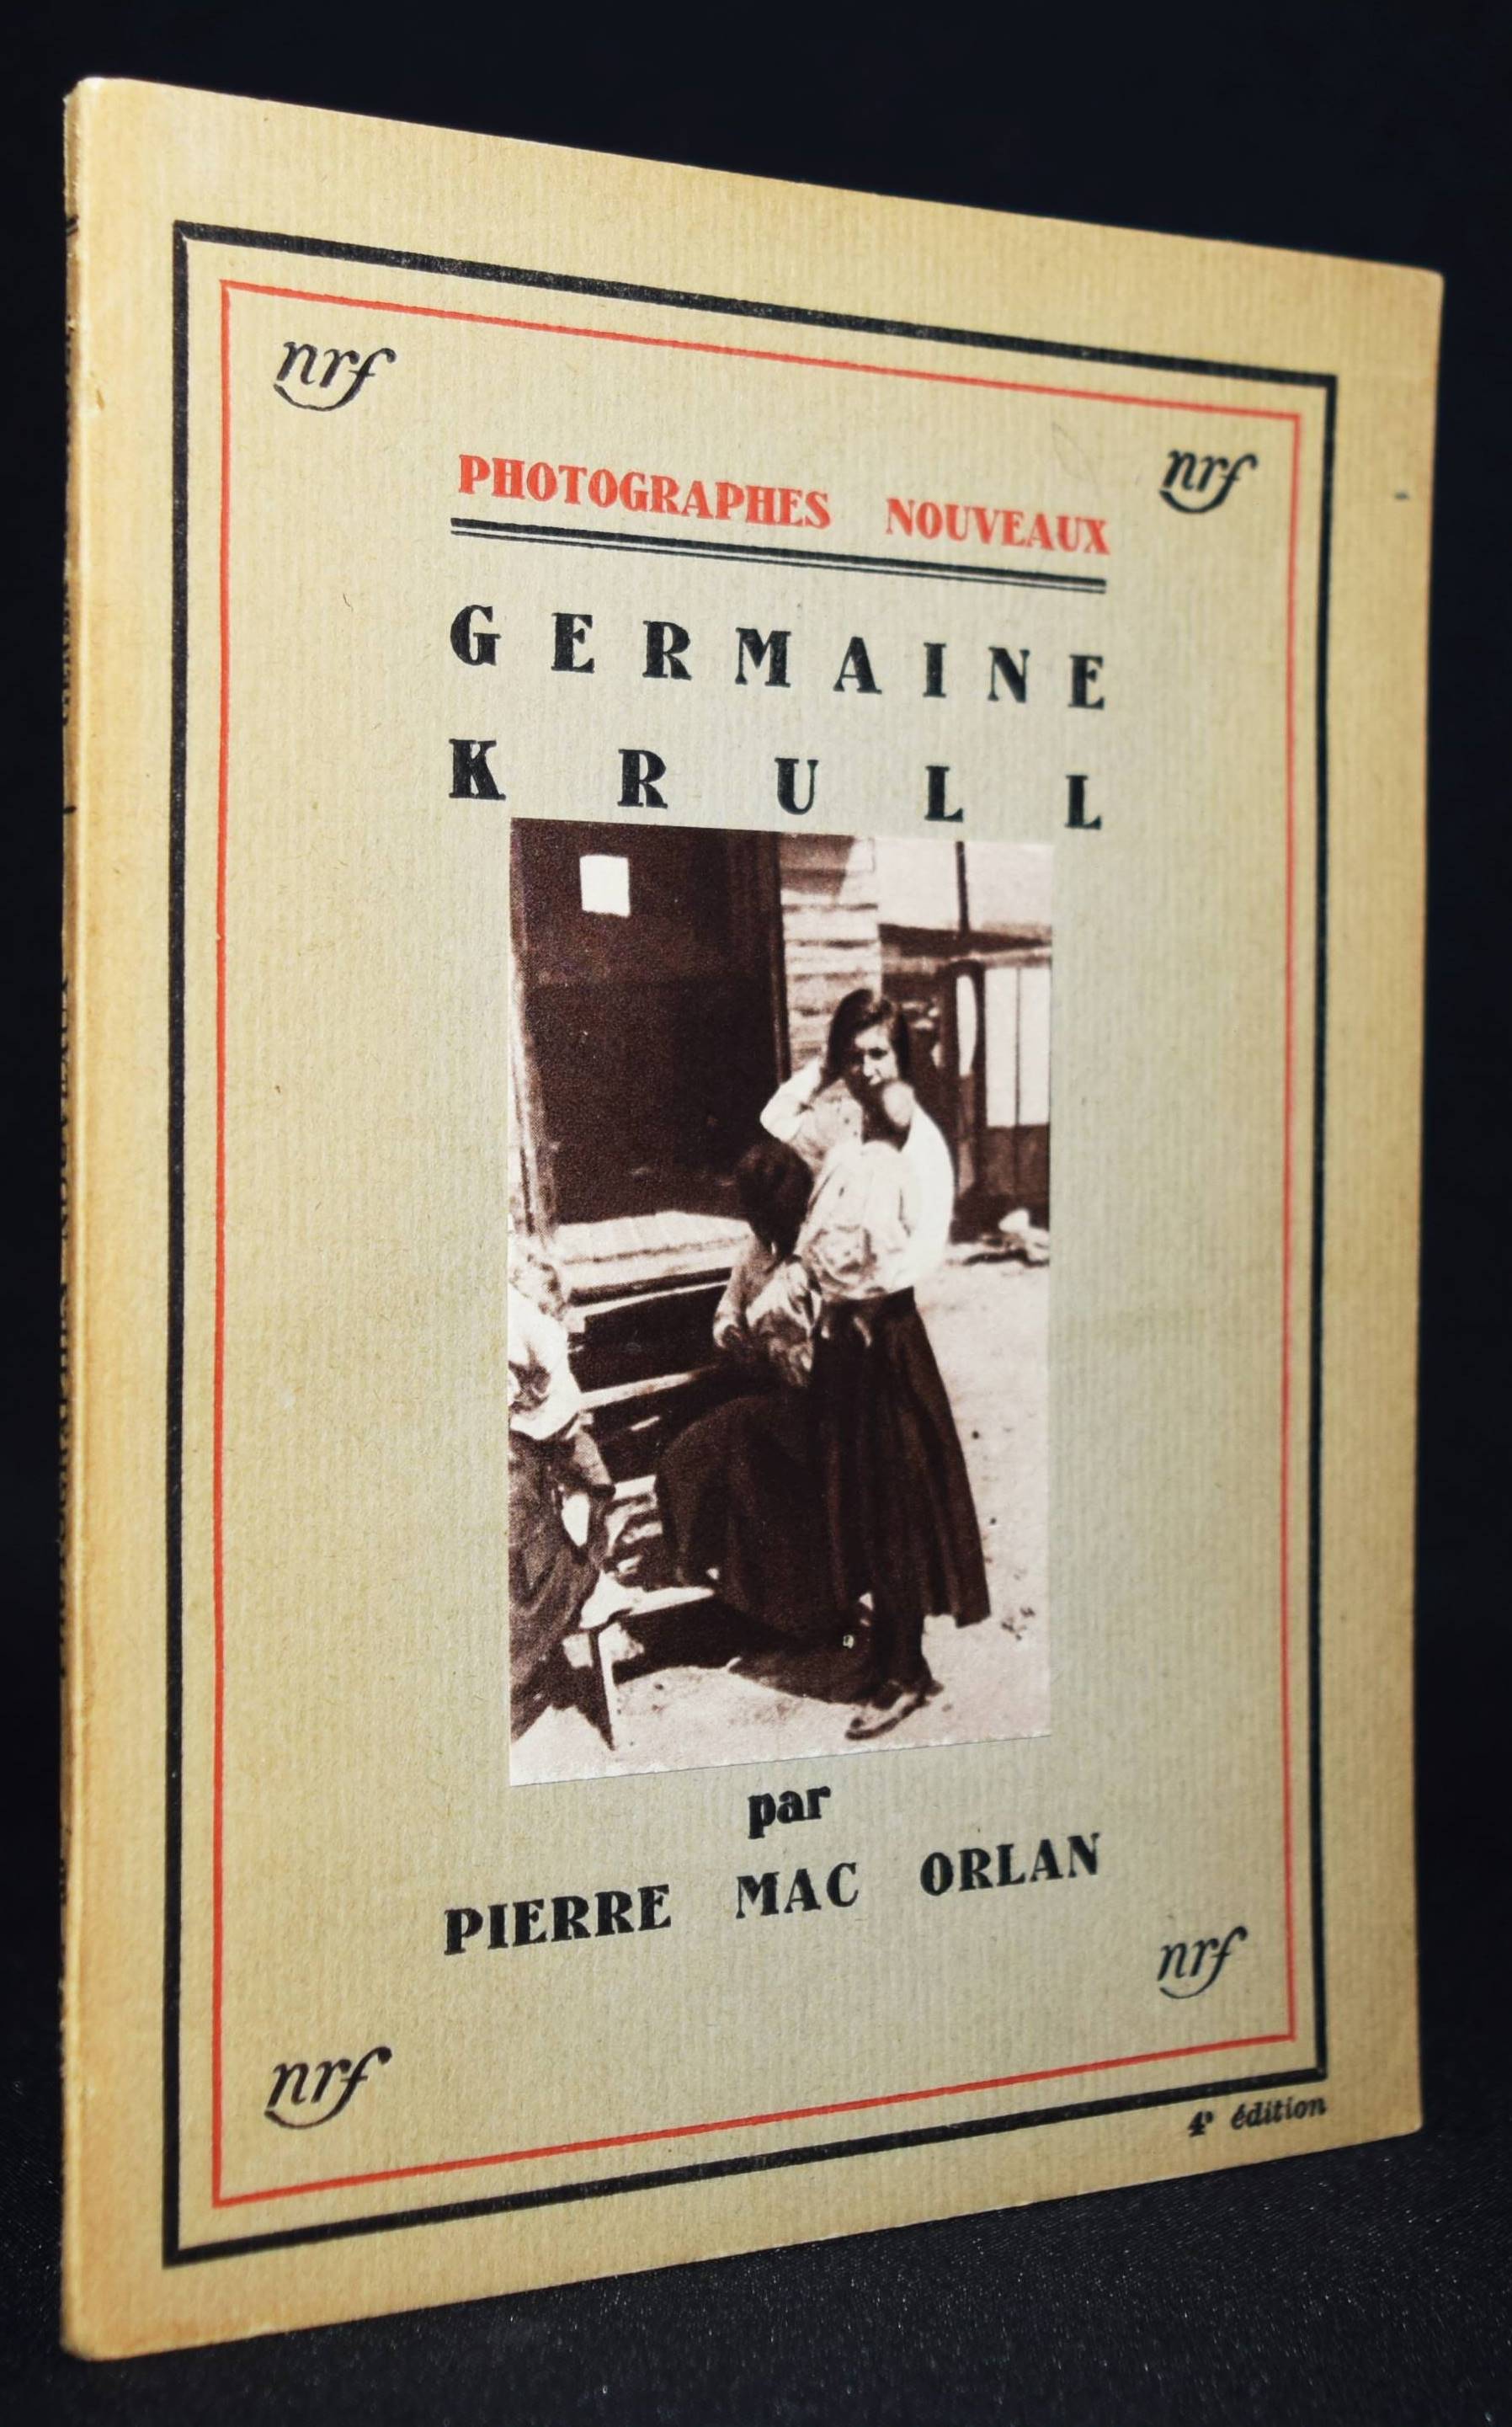 nrf
nrf
PHOTOGRAPHES NOUVEAUX
GERMAINE
KRULL
par
PIERRE MAC ORLAN
nrf
nrf
4e édition